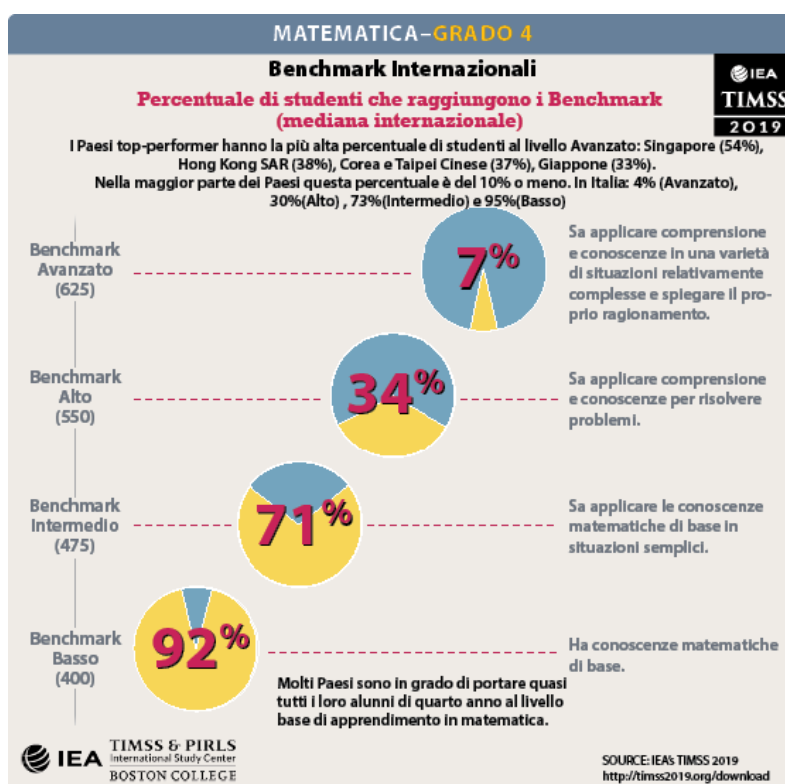 MATEMATICA–GRADO 4
Benchmark Internazionali
Percentuale di studenti che raggiungono i Benchmark
(mediana internazionale)
IEA
TIMSS
2019
I Paesi top-performer hanno la più alta percentuale di studenti al livello Avanzato: Singapore (54%),
Hong Kong SAR (38%), Corea e Taipei Cinese (37%), Giappone (33%).
Nella maggior parte dei Paesi questa percentuale è del 10% o meno. In Italia: 4% (Avanzato),
30%(Alto) , 73%(Intermedio) e 95%(Basso)
Benchmark
Avanzato
(625)
7%
Sa applicare comprensione
e conoscenze in una varietà
di situazioni relativamente
complesse e spiegare il pro-
prio ragionamento.
Benchmark
Alto
(550)
34%
Sa applicare comprensione
e conoscenze per risolvere
problemi.
Benchmark
Intermedio
(475)
71%
Sa applicare le conoscenze
matematiche di base in
situazioni semplici.
Benchmark
Basso
(400)
92%
Ha conoscenze matematiche
di base.
Molti Paesi sono in grado di portare quasi
tutti i loro alunni di quarto anno al livello
base di apprendimento in matematica.
IEA
TIMSS & PIRLS
International Study Center
BOSTON COLLEGE
SOURCE: IEA's TIMSS 2019
http://timss2019.org/download